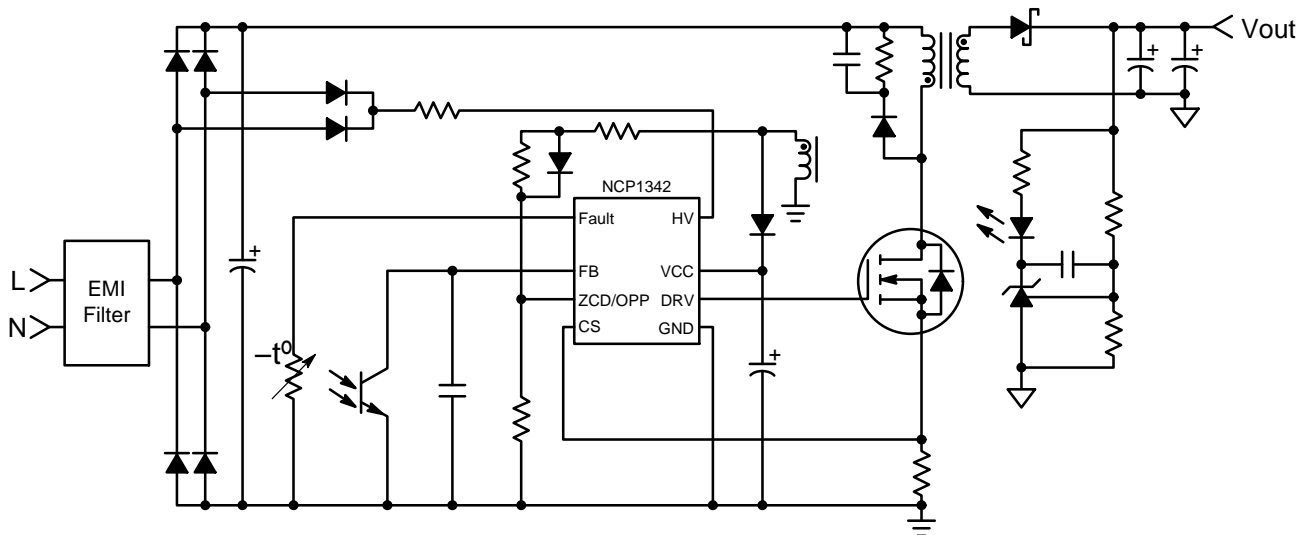 Vout
NCP1342
Fault HV
L
EMI
Filter
FB VCC
N
ZCD/OPP DRV
CS GND
–t⁰
+
+
+
+